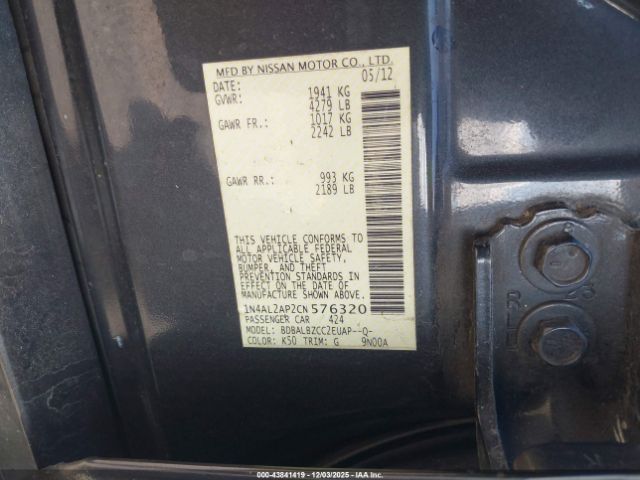 MFD BY NISSAN MOTOR CO., LTD.
DATE: 05/12
GVWR: 1941 KG
4279 LB
GAWR FR.: 1017 KG
2242 LB
GAWR RR.: 993 KG
2189 LB
THIS VEHICLE CONFORMS TO
ALL APPLICABLE FEDERAL
MOTOR VEHICLE SAFETY,
BUMPER, AND THEFT
PREVENTION STANDARDS IN
EFFECT ON THE DATE OF
MANUFACTURE SHOWN ABOVE.
1N4AL2AP2CN576320
PASSENGER CAR 424
MODEL: BDBALBZCC2EUAP--Q-
COLOR: K50 TRIM: G 9N00A
00-43841419 | 12/03/2025 - IAA Inc.